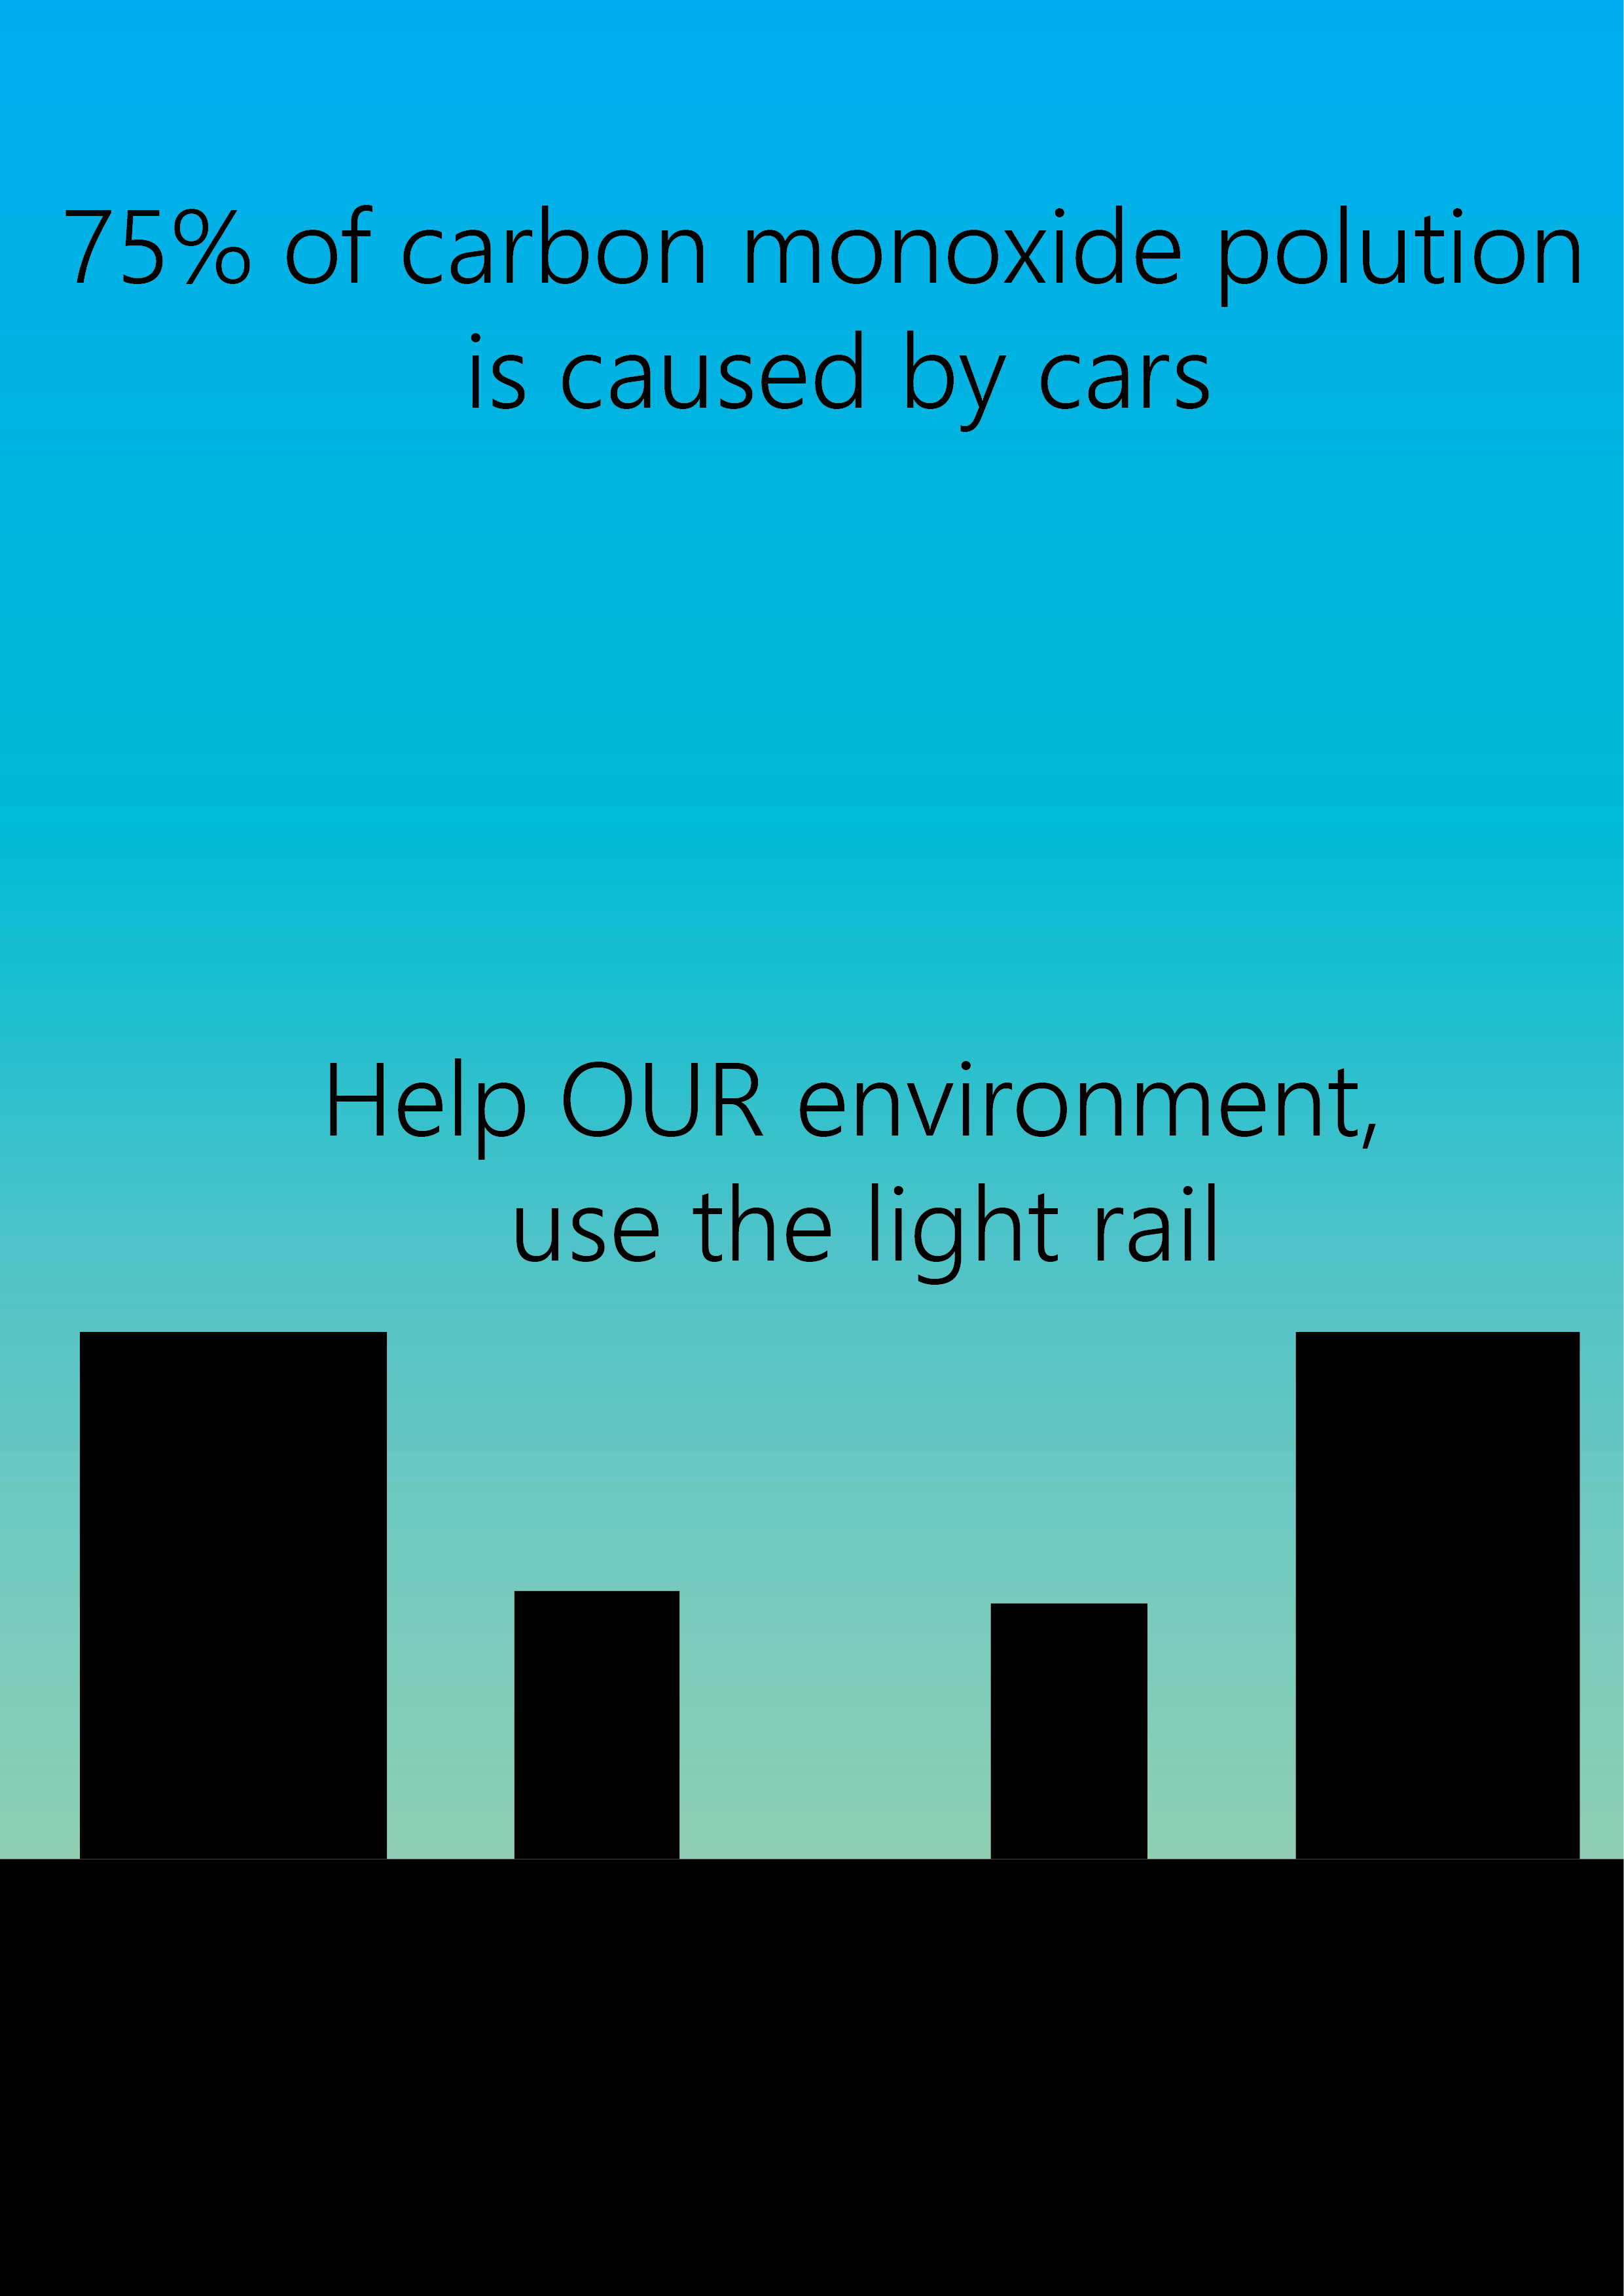 75% of carbon monoxide polution
is caused by cars
Help OUR environment,
use the light rail